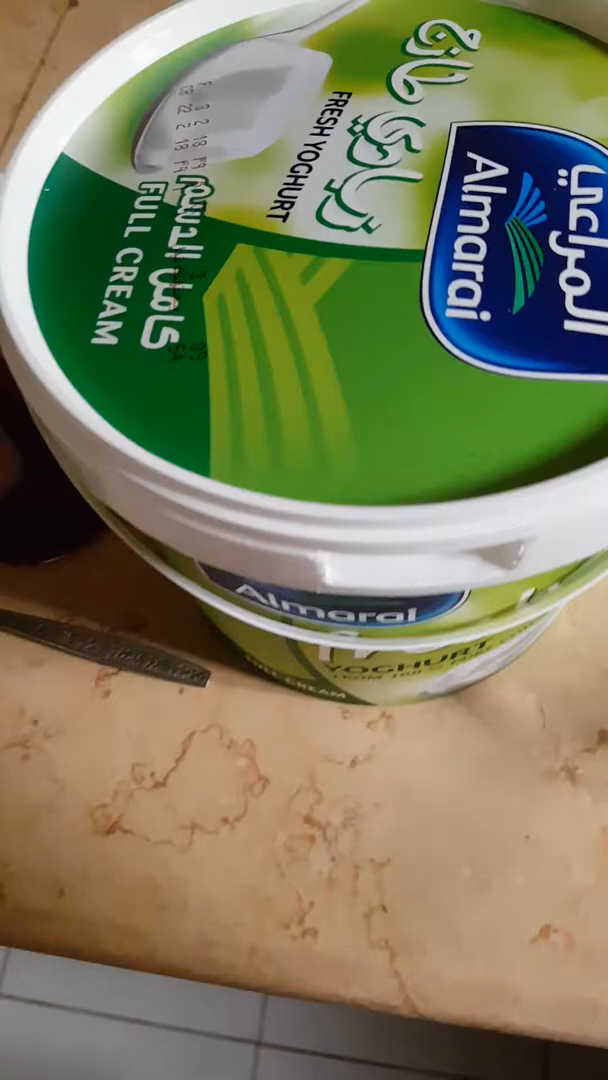 المراعي
Almarai
زبادي طازج
FRESH YOGHURT
كامل الدسم
FULL CREAM
Almarai
YOGHURT
FULL CREAM